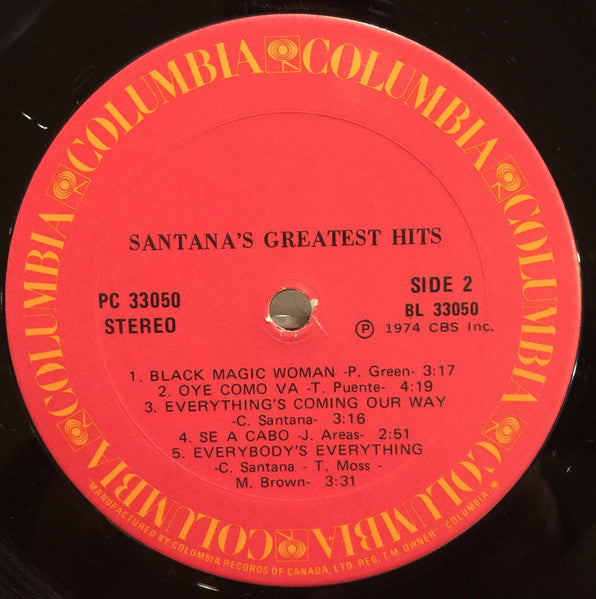 COLUMBIA COLUMBIA COLUMBIA COLUMBIA COLUMBIA COLUMBIA
SANTANA'S GREATEST HITS
PC 33050
STEREO
SIDE 2
BL 33050
Ⓟ 1974 CBS Inc.
1. BLACK MAGIC WOMAN -P. Green- 3:17
2. OYE COMO VA -T. Puente- 4:19
3. EVERYTHING'S COMING OUR WAY
-C. Santana- 3:16
4. SE A CABO -J. Areas- 2:51
5. EVERYBODY'S EVERYTHING
-C. Santana - T. Moss -
M. Brown- 3:31
"MANUFACTURED BY COLUMBIA RECORDS OF CANADA, LTD. REG. T.M. OWNER" "COLUMBIA"